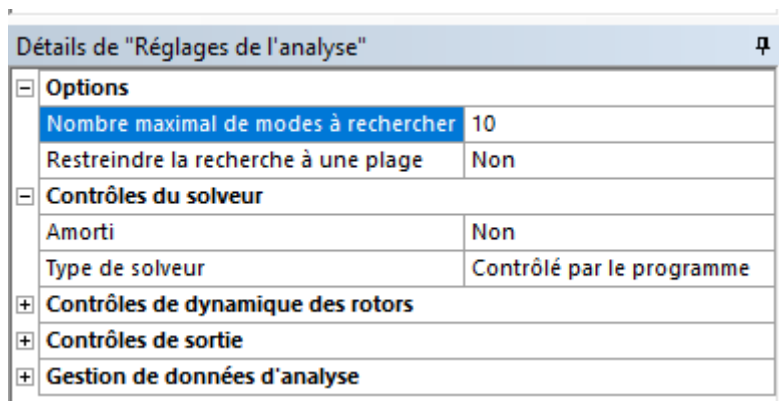 Détails de "Réglages de l'analyse"
Options
Nombre maximal de modes à rechercher 10
Restreindre la recherche à une plage Non
Contrôles du solveur
Amorti Non
Type de solveur Contrôlé par le programme
Contrôles de dynamique des rotors
Contrôles de sortie
Gestion de données d'analyse